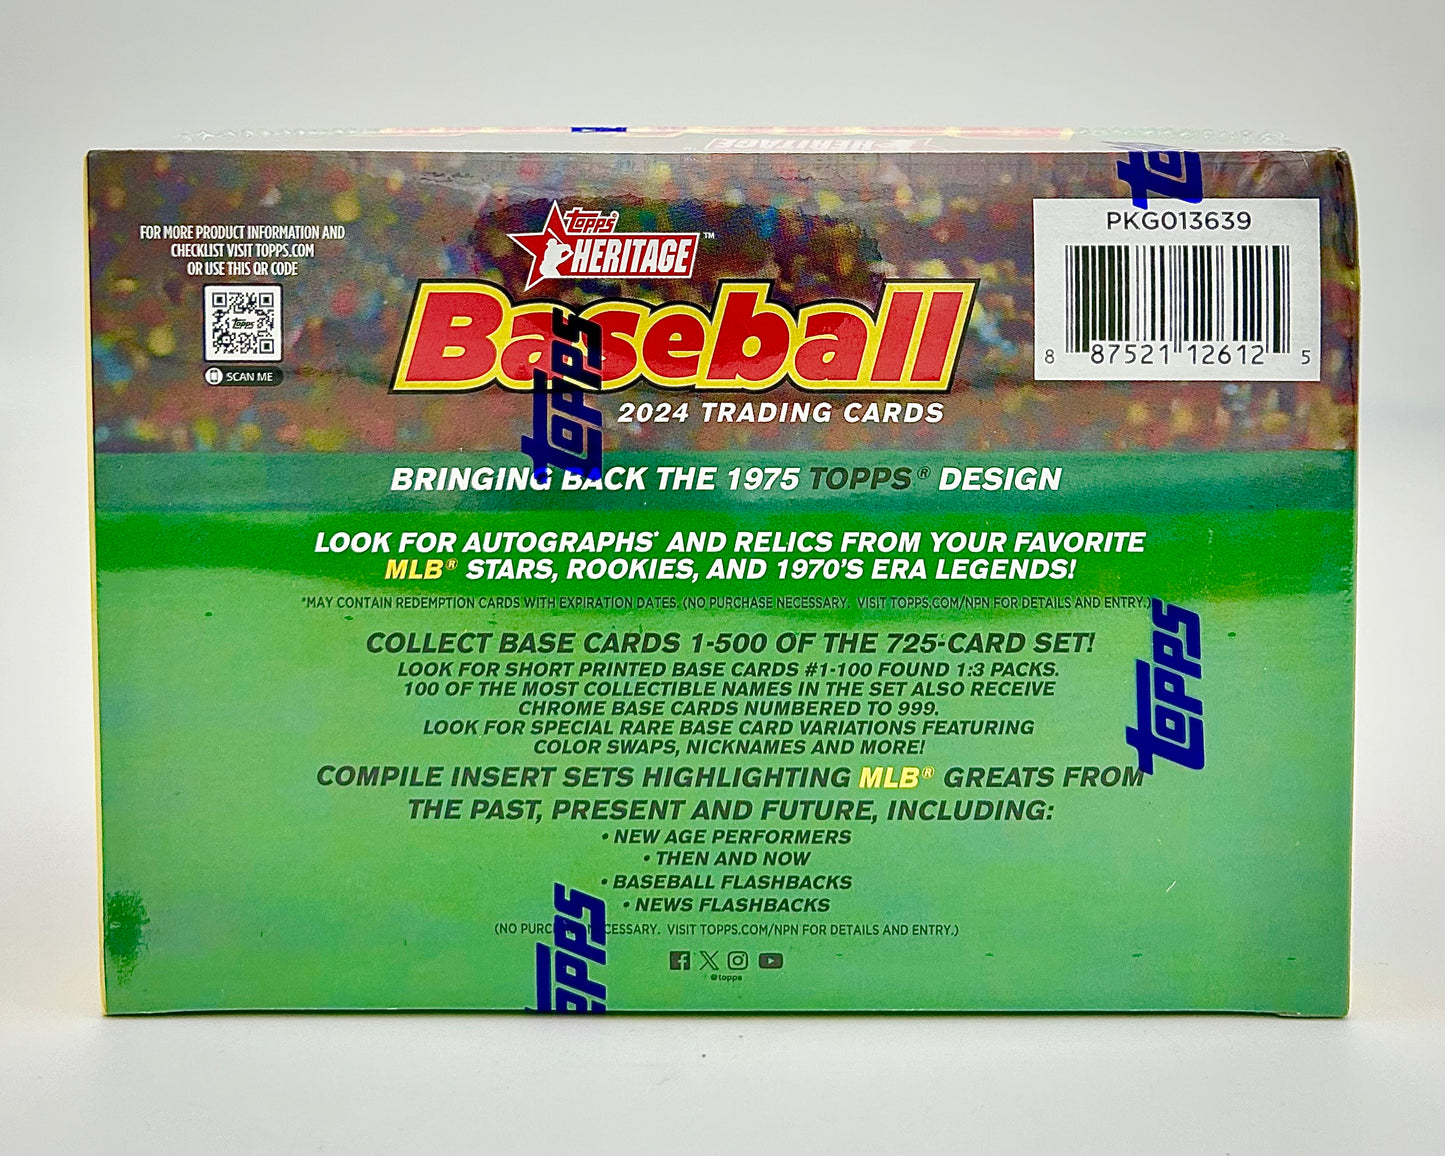 HERITAGE
FOR MORE PRODUCT INFORMATION AND
CHECKLIST VISIT TOPPS.COM
OR USE THIS QR CODE
Topps
SCAN ME
Topps
HERITAGE™
Baseball
2024 TRADING CARDS
PKG013639
8 87521 12612 5
BRINGING BACK THE 1975 TOPPS® DESIGN
LOOK FOR AUTOGRAPHS* AND RELICS FROM YOUR FAVORITE
MLB® STARS, ROOKIES, AND 1970'S ERA LEGENDS!
*MAY CONTAIN REDEMPTION CARDS WITH EXPIRATION DATES. (NO PURCHASE NECESSARY. VISIT TOPPS.COM/NPN FOR DETAILS AND ENTRY.)
COLLECT BASE CARDS 1-500 OF THE 725-CARD SET!
LOOK FOR SHORT PRINTED BASE CARDS #1-100 FOUND 1:3 PACKS.
100 OF THE MOST COLLECTIBLE NAMES IN THE SET ALSO RECEIVE
CHROME BASE CARDS NUMBERED TO 999.
LOOK FOR SPECIAL RARE BASE CARD VARIATIONS FEATURING
COLOR SWAPS, NICKNAMES AND MORE!
COMPILE INSERT SETS HIGHLIGHTING MLB® GREATS FROM
THE PAST, PRESENT AND FUTURE, INCLUDING:
• NEW AGE PERFORMERS
• THEN AND NOW
• BASEBALL FLASHBACKS
• NEWS FLASHBACKS
(NO PURC CESSARY. VISIT TOPPS.COM/NPN FOR DETAILS AND ENTRY.)
@topps
Topps
Topps
Topps
Topps